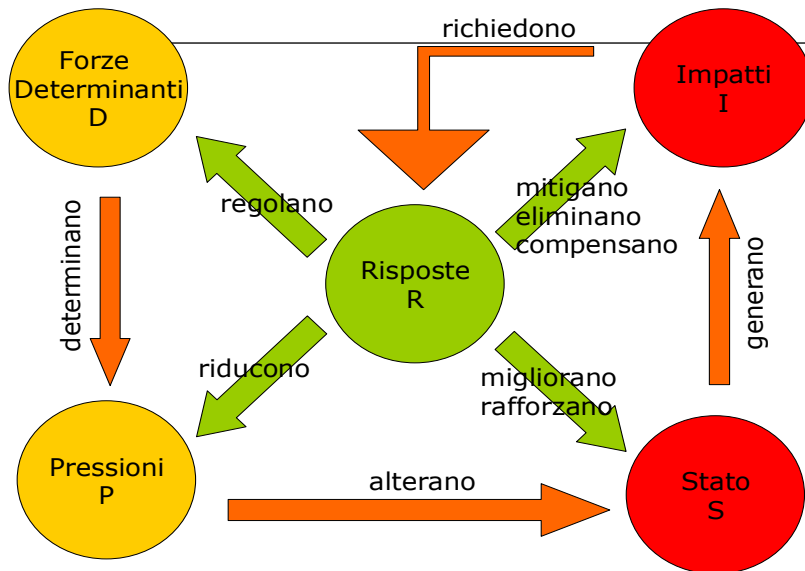 richiedono
Forze
Determinanti
D
Impatti
I
regolano
mitigano
eliminano
compensano
determinano
Risposte
R
generano
riducono
migliorano
rafforzano
Pressioni
P
alterano
Stato
S